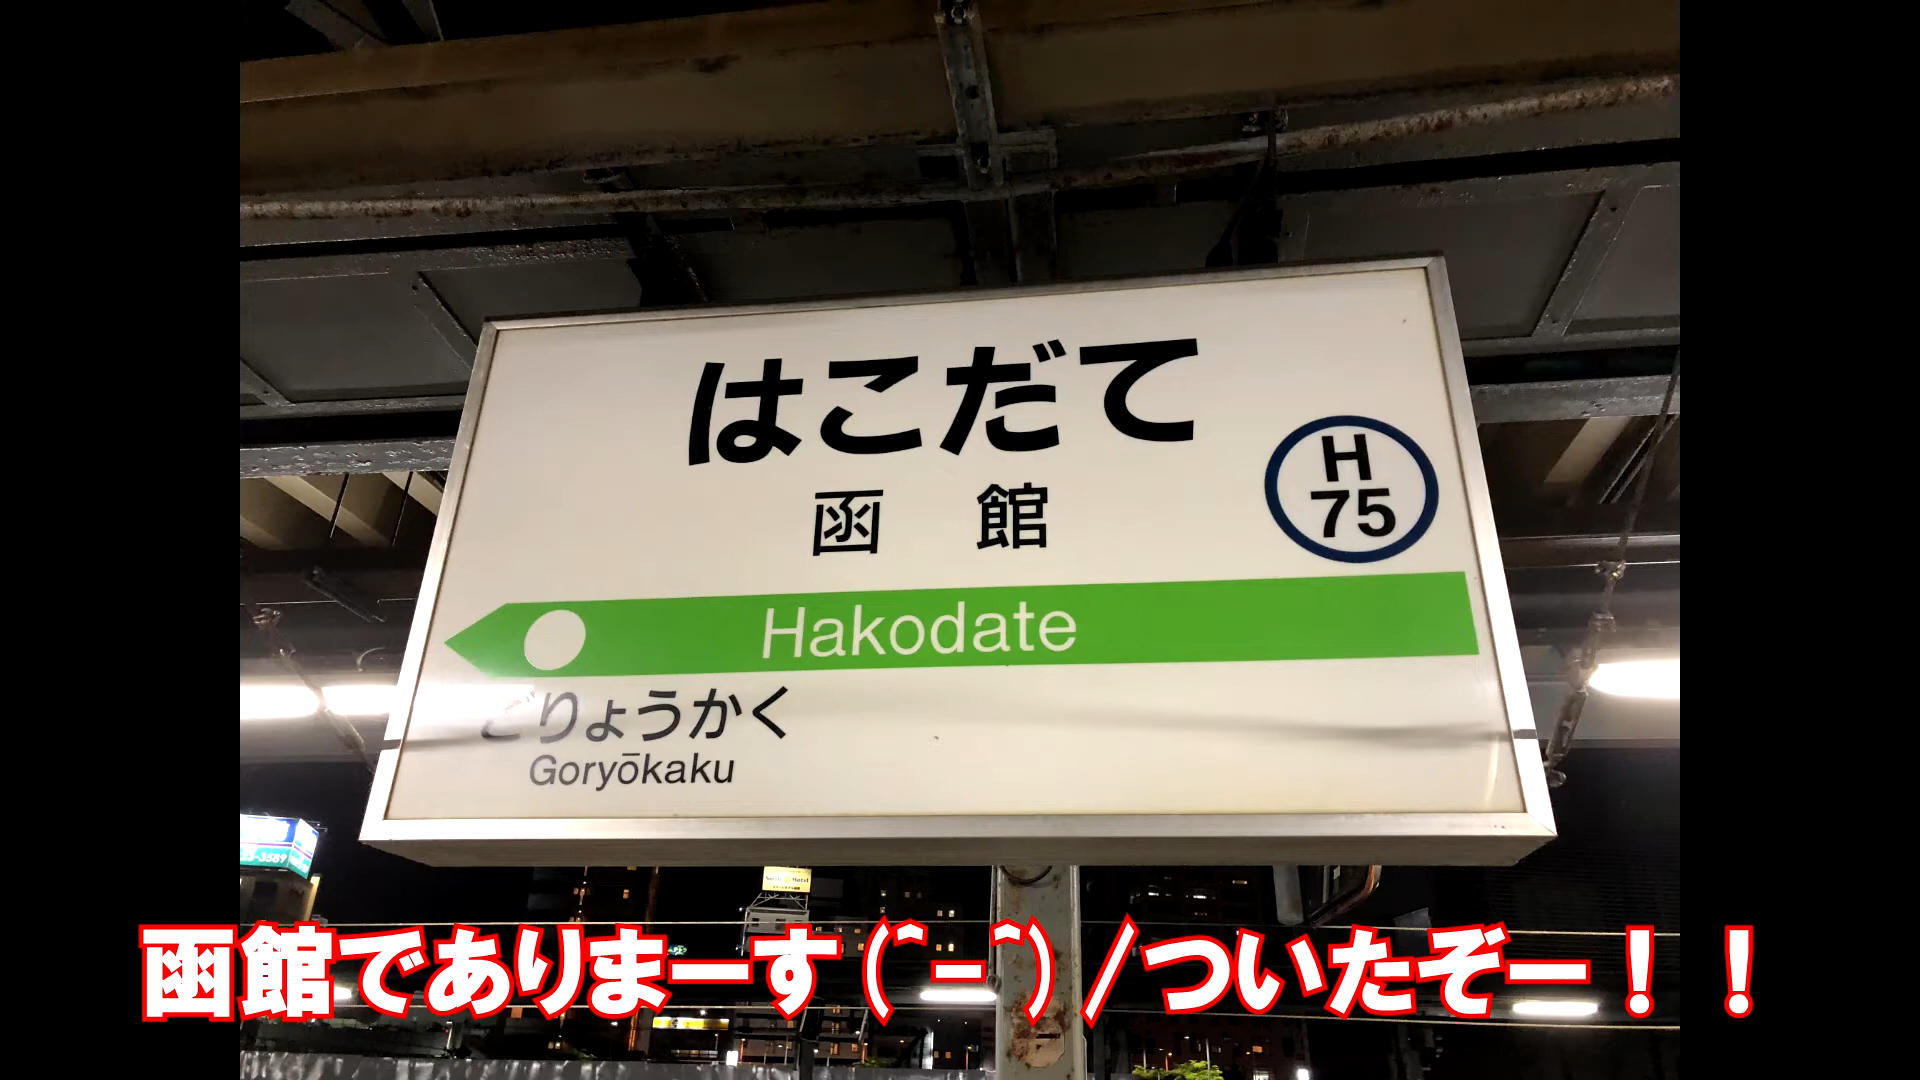 はこだて
函館
H
75
Hakodate
ごりょうかく
Goryōkaku
函館でありまーす(^-^)/ついたぞー！！